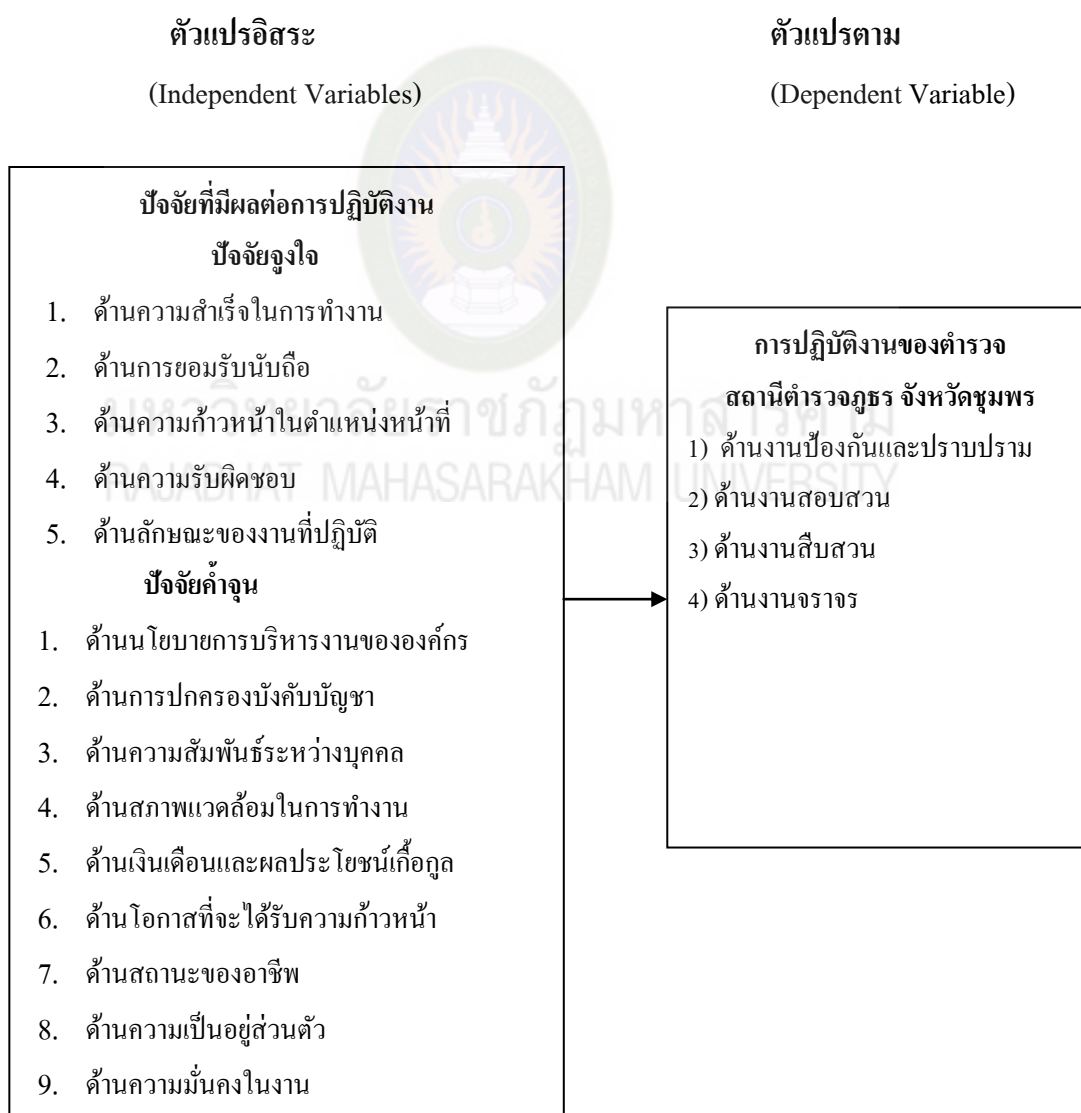 ตัวแปรอิสระ
(Independent Variables)
ตัวแปรตาม
(Dependent Variable)
ปัจจัยที่มีผลต่อการปฏิบัติงาน
ปัจจัยจูงใจ
1. ด้านความสำเร็จในการทำงาน
2. ด้านการยอมรับนับถือ
3. ด้านความก้าวหน้าในตำแหน่งหน้าที่
4. ด้านความรับผิดชอบ
5. ด้านลักษณะของงานที่ปฏิบัติ
ปัจจัยค้ำจุน
1. ด้านนโยบายการบริหารงานขององค์กร
2. ด้านการปกครองบังคับบัญชา
3. ด้านความสัมพันธ์ระหว่างบุคคล
4. ด้านสภาพแวดล้อมในการทำงาน
5. ด้านเงินเดือนและผลประโยชน์เกื้อกูล
6. ด้านโอกาสที่จะได้รับความก้าวหน้า
7. ด้านสถานะของอาชีพ
8. ด้านความเป็นอยู่ส่วนตัว
9. ด้านความมั่นคงในงาน
การปฏิบัติงานของตำรวจ
สถานีตำรวจภูธร จังหวัดชุมพร
1) ด้านงานป้องกันและปราบปราม
2) ด้านงานสอบสวน
3) ด้านงานสืบสวน
4) ด้านงานจราจร
มหาวิทยาลัยราชภัฏมหาสารคาม
RAJABHAT MAHASARAKHAM UNIVERSITY